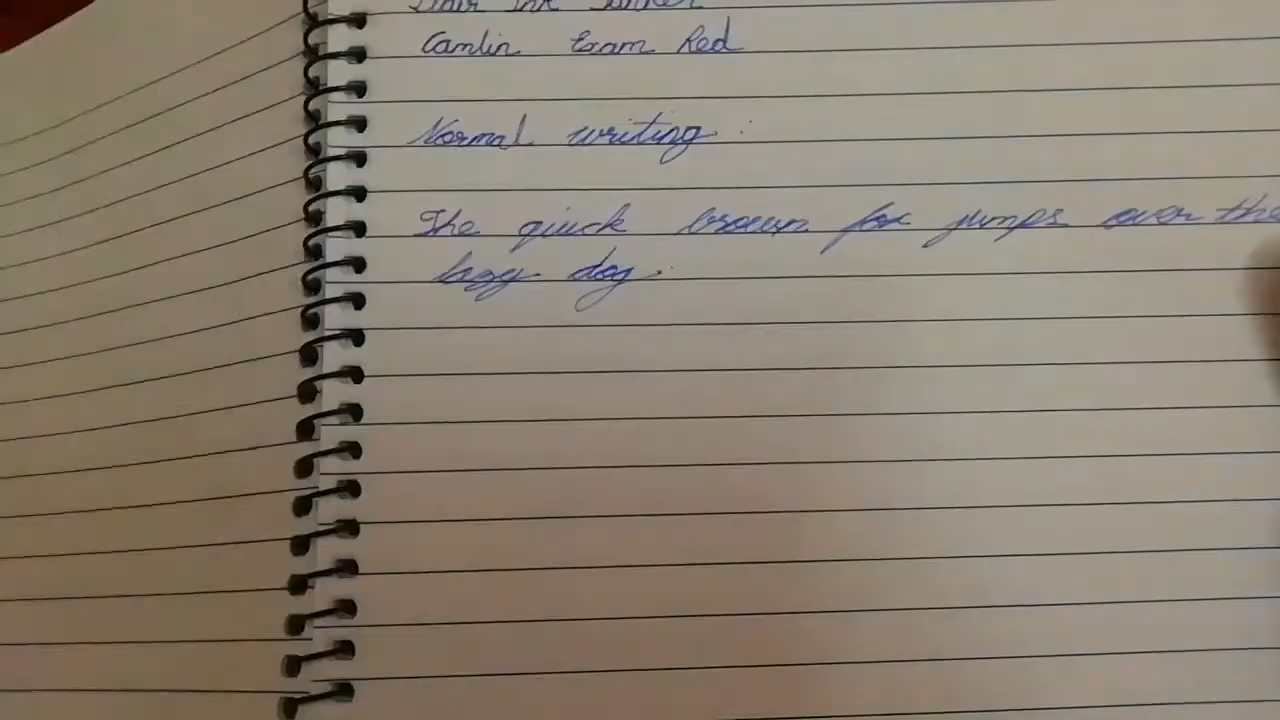 Camlin Exam Red
Normal writing :
The quick brown fox jumps over the
lazy dog.